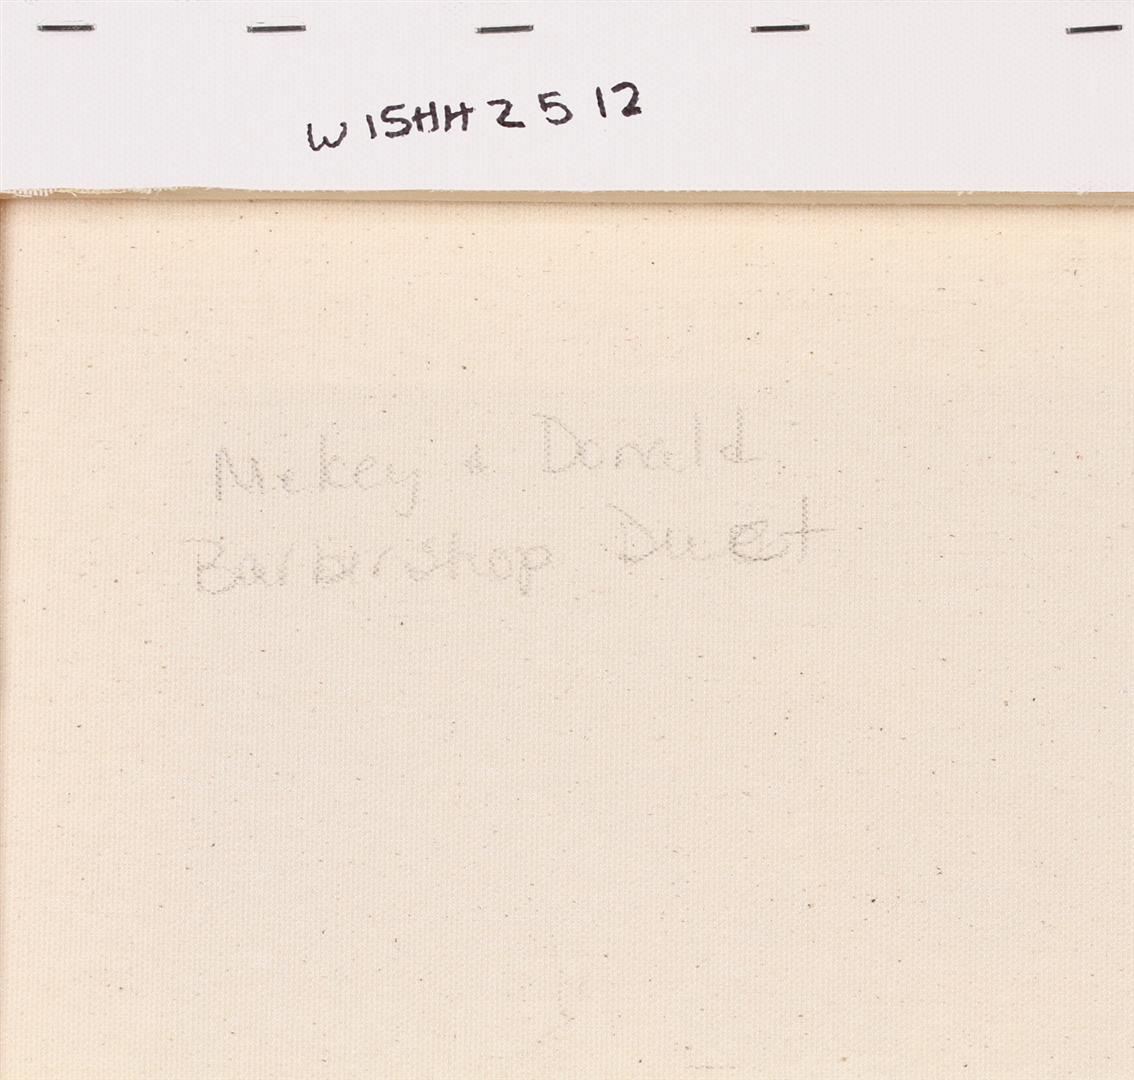 W15HH2512
Mickey & Donald
Barbershop Duet